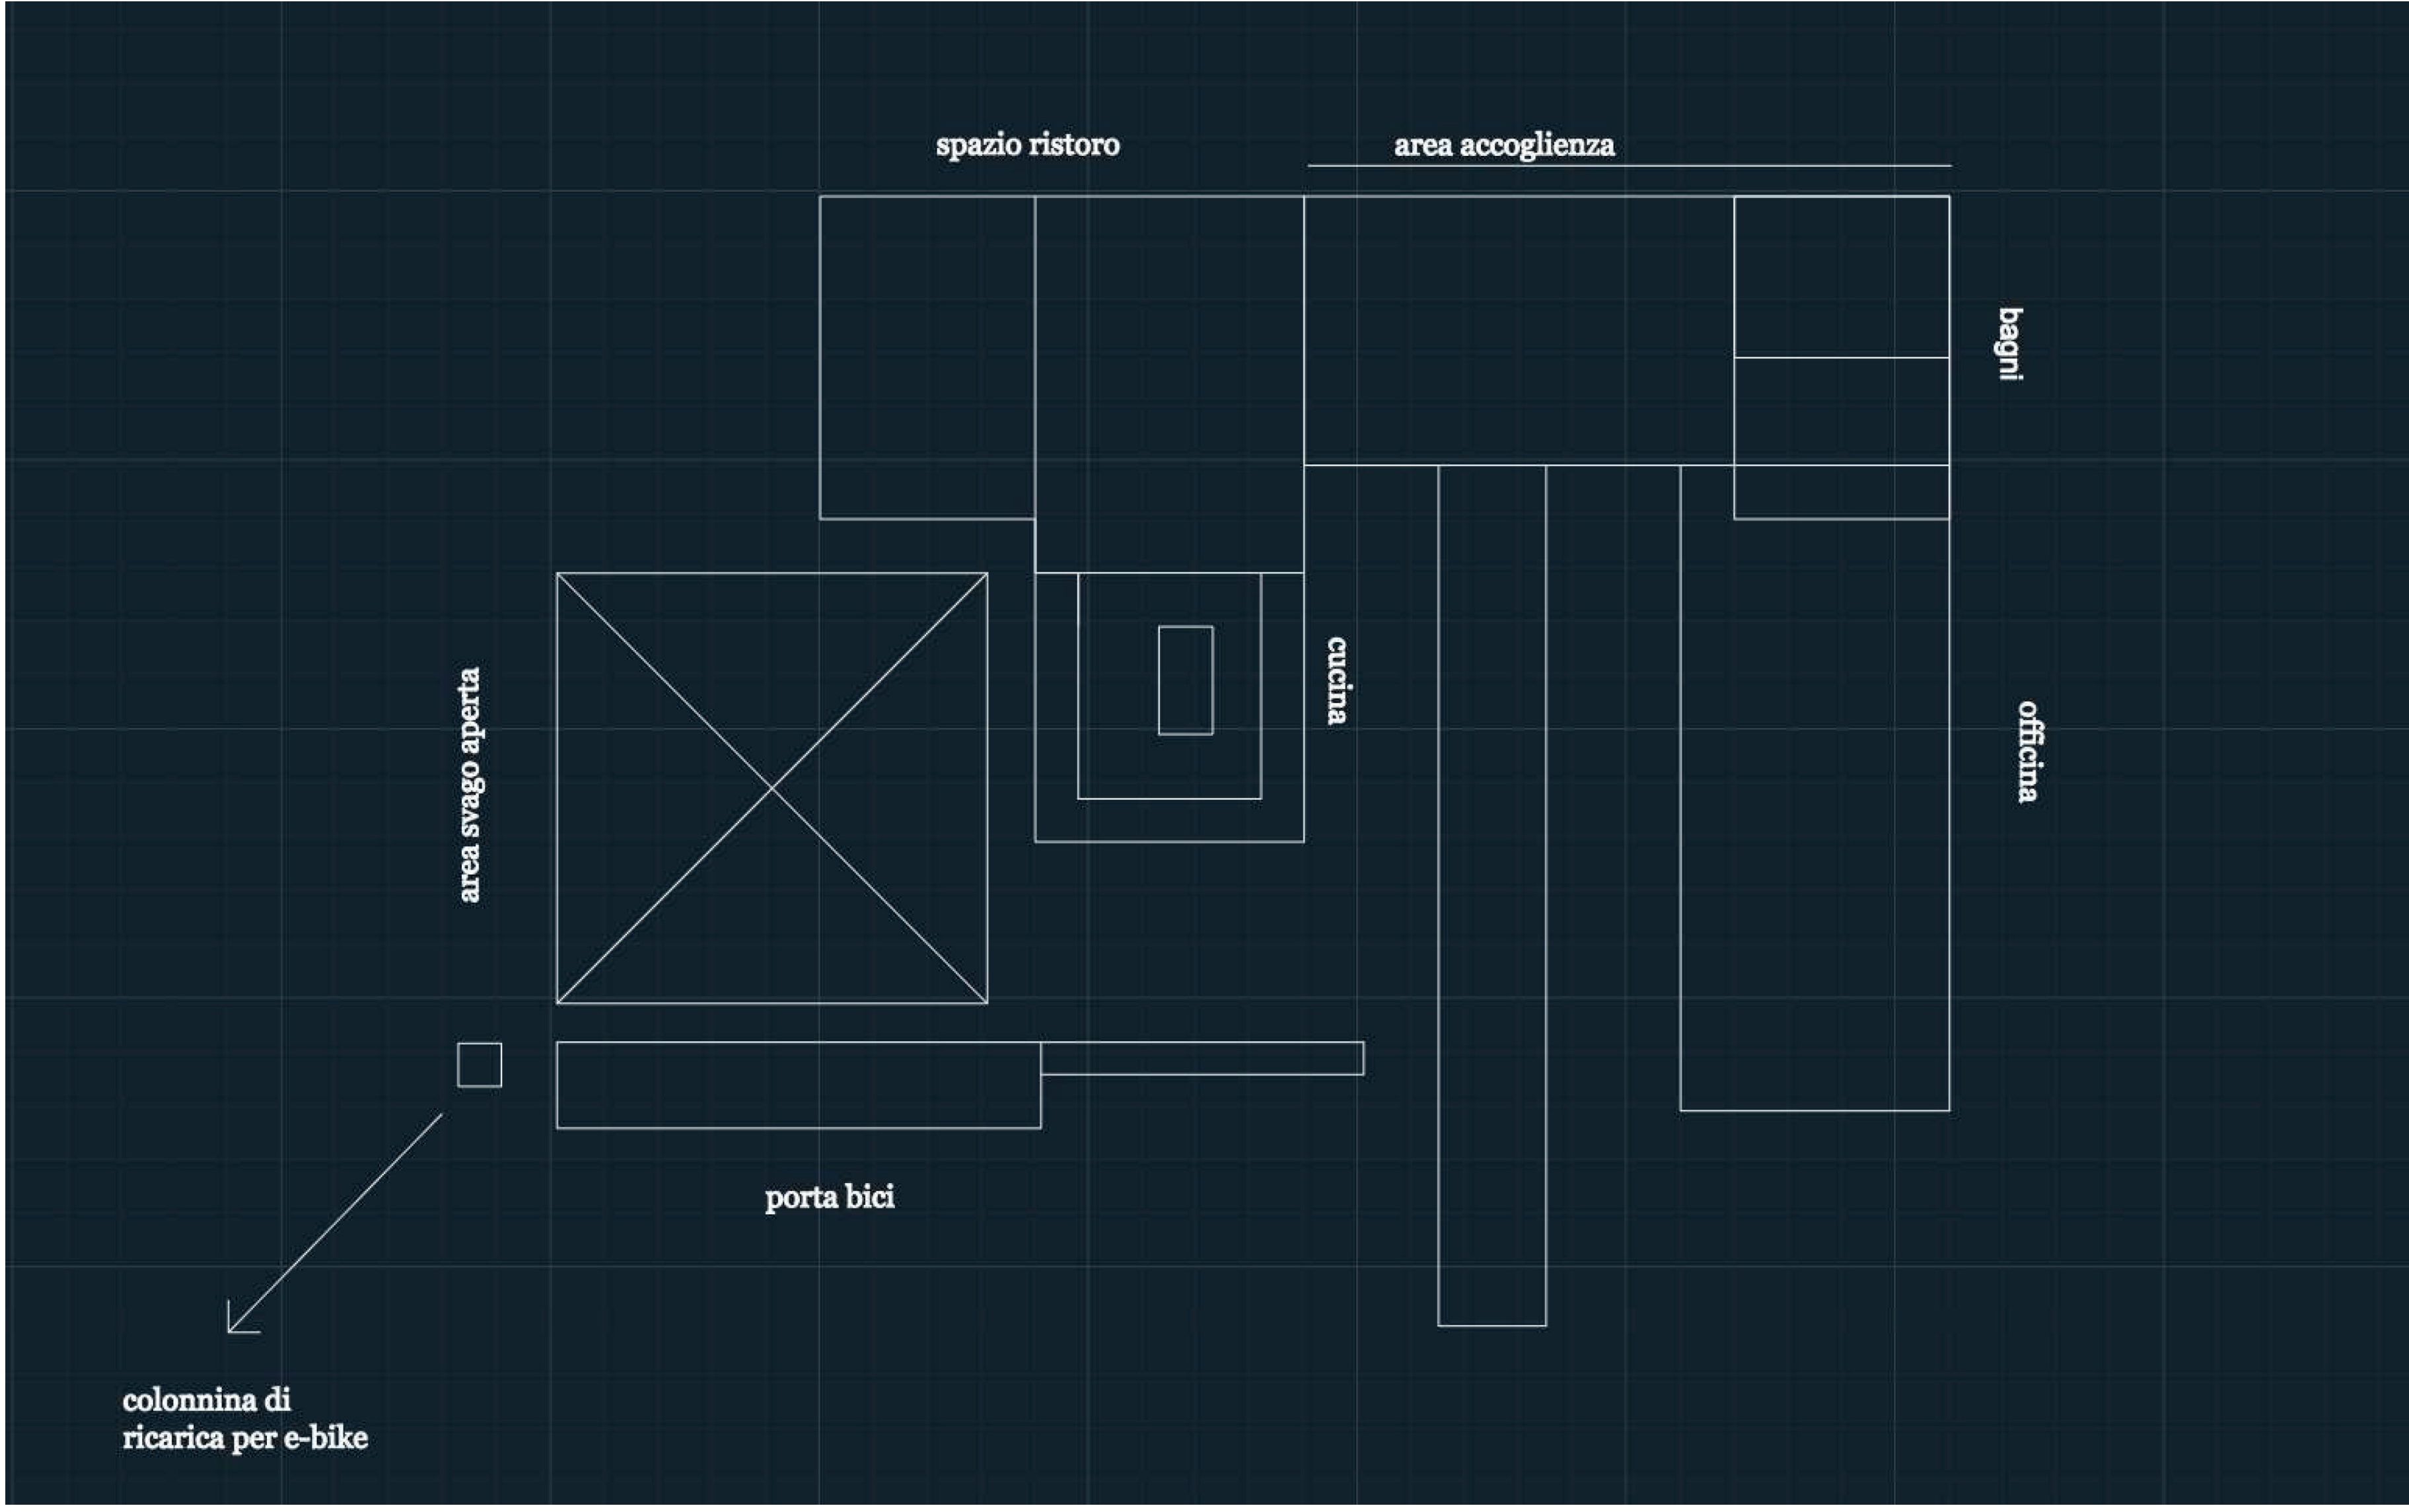 spazio ristoro
area accoglienza
bagni
cucina
area svago aperta
officina
porta bici
colonnina di
ricarica per e-bike